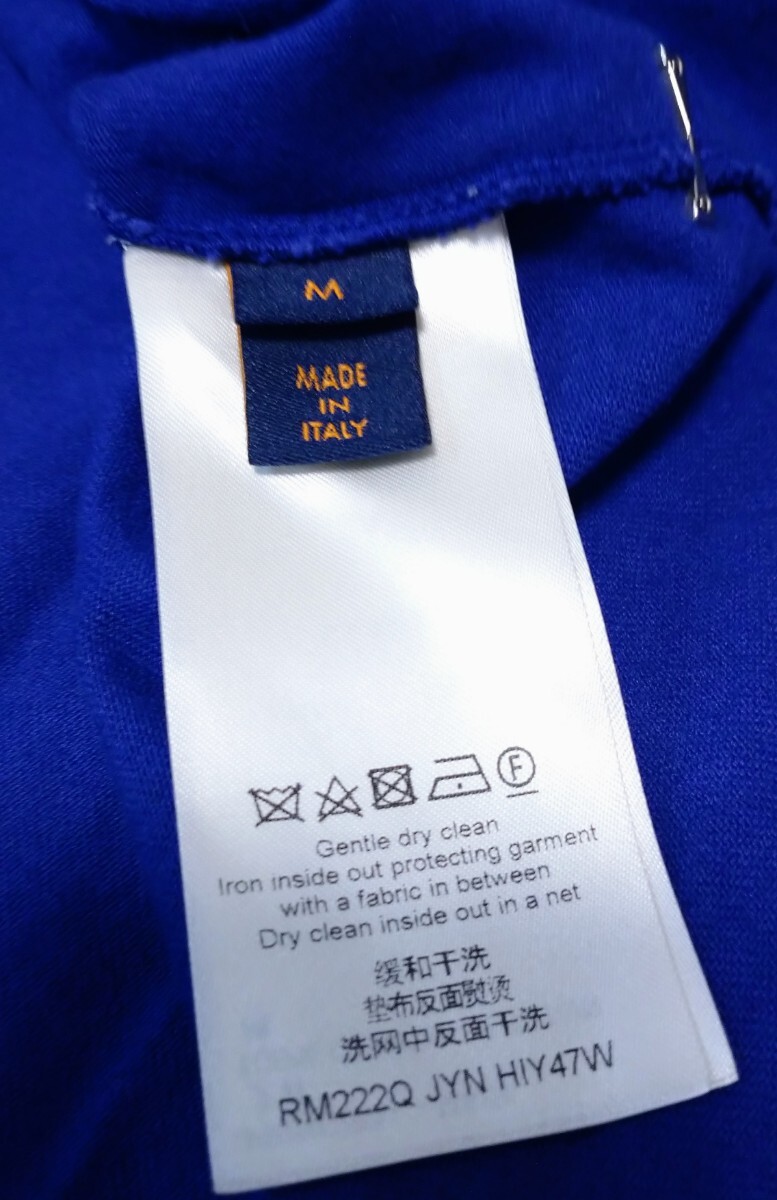 M
MADE
IN
ITALY
F
Gentle dry clean
Iron inside out protecting garment
with a fabric in between
Dry clean inside out in a net
缓和干洗
垫布反面熨烫
洗网中反面干洗
RM222Q JYN HIY47W